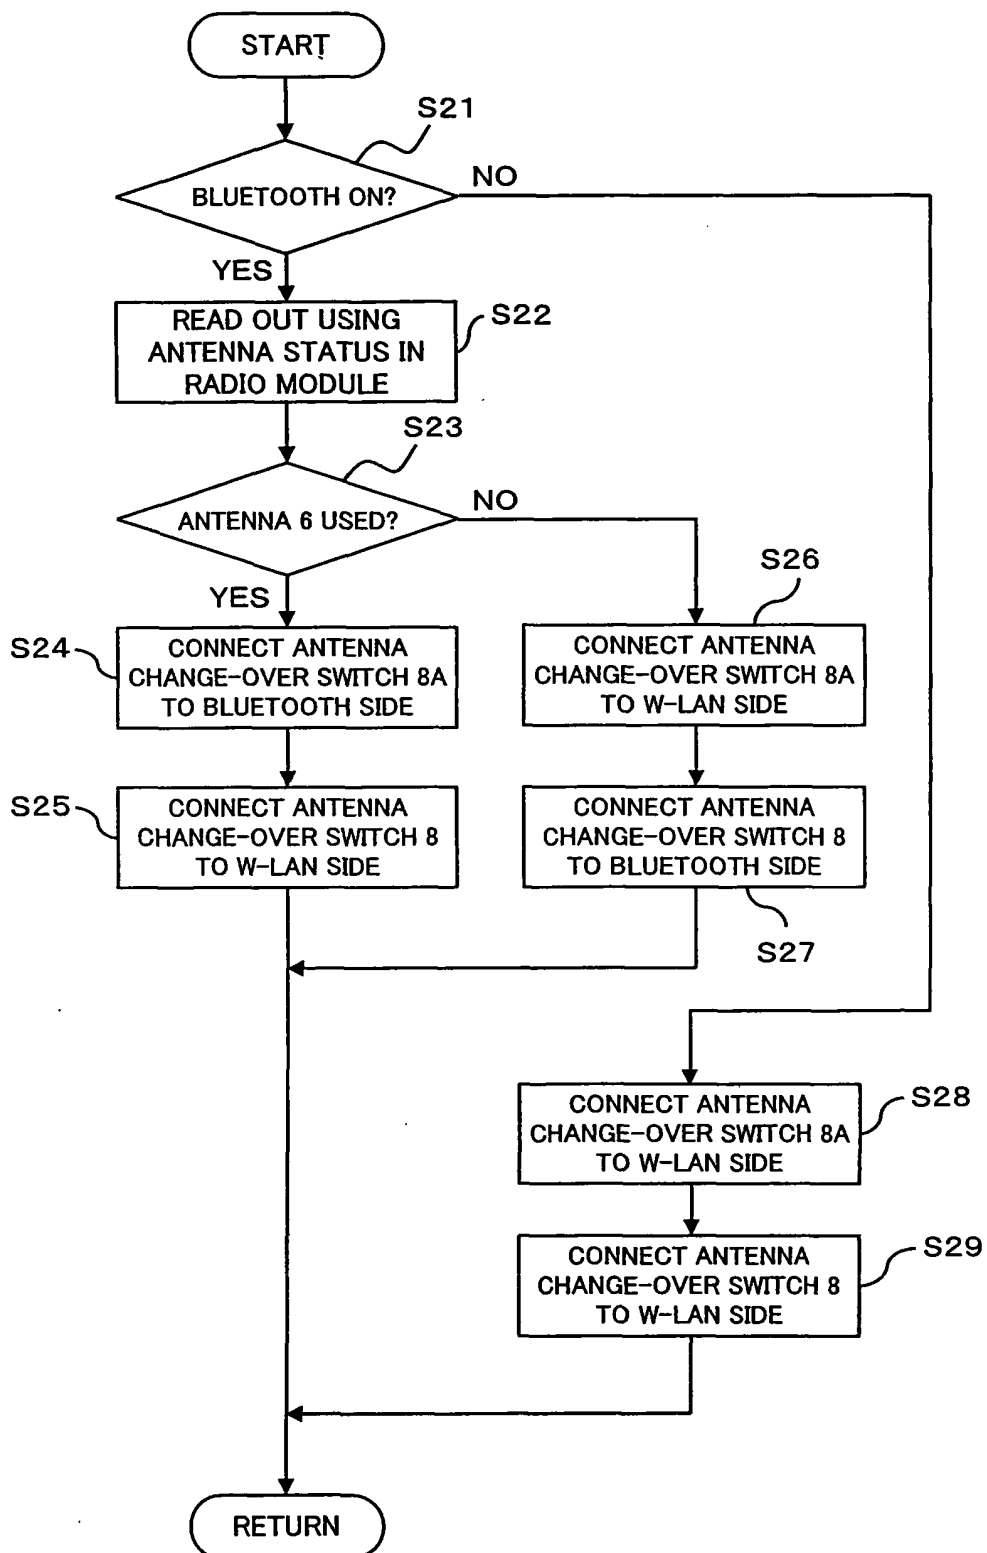 START
S21
BLUETOOTH ON?
NO
YES
READ OUT USING
ANTENNA STATUS IN
RADIO MODULE
S22
S23
ANTENNA 6 USED?
NO
YES
S24
CONNECT ANTENNA
CHANGE-OVER SWITCH 8A
TO BLUETOOTH SIDE
S26
CONNECT ANTENNA
CHANGE-OVER SWITCH 8A
TO W-LAN SIDE
S25
CONNECT ANTENNA
CHANGE-OVER SWITCH 8
TO W-LAN SIDE
CONNECT ANTENNA
CHANGE-OVER SWITCH 8
TO BLUETOOTH SIDE
S27
CONNECT ANTENNA
CHANGE-OVER SWITCH 8A
TO W-LAN SIDE
S28
CONNECT ANTENNA
CHANGE-OVER SWITCH 8
TO W-LAN SIDE
S29
RETURN